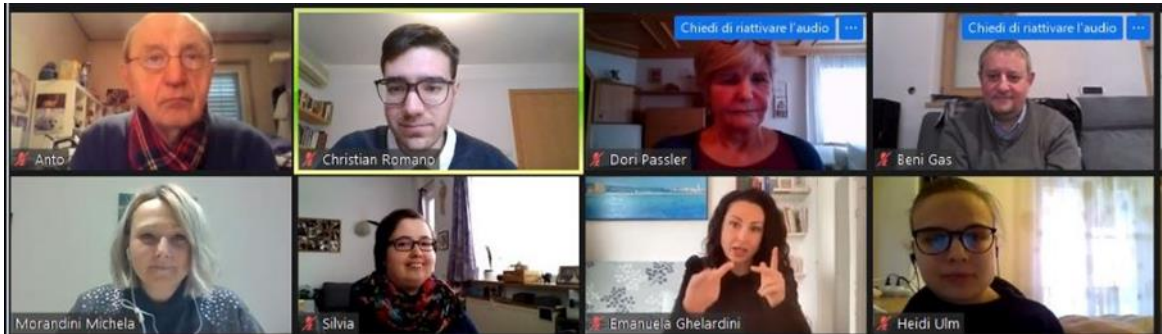 Chiedi di riattivare l'audio ...
Chiedi di riattivare l'audio ...
Anto
Christian Romano
Dori Passler
Beni Gas
Morandini Michela
Silvia
Emanuela Ghelardini
Heidi Ulm